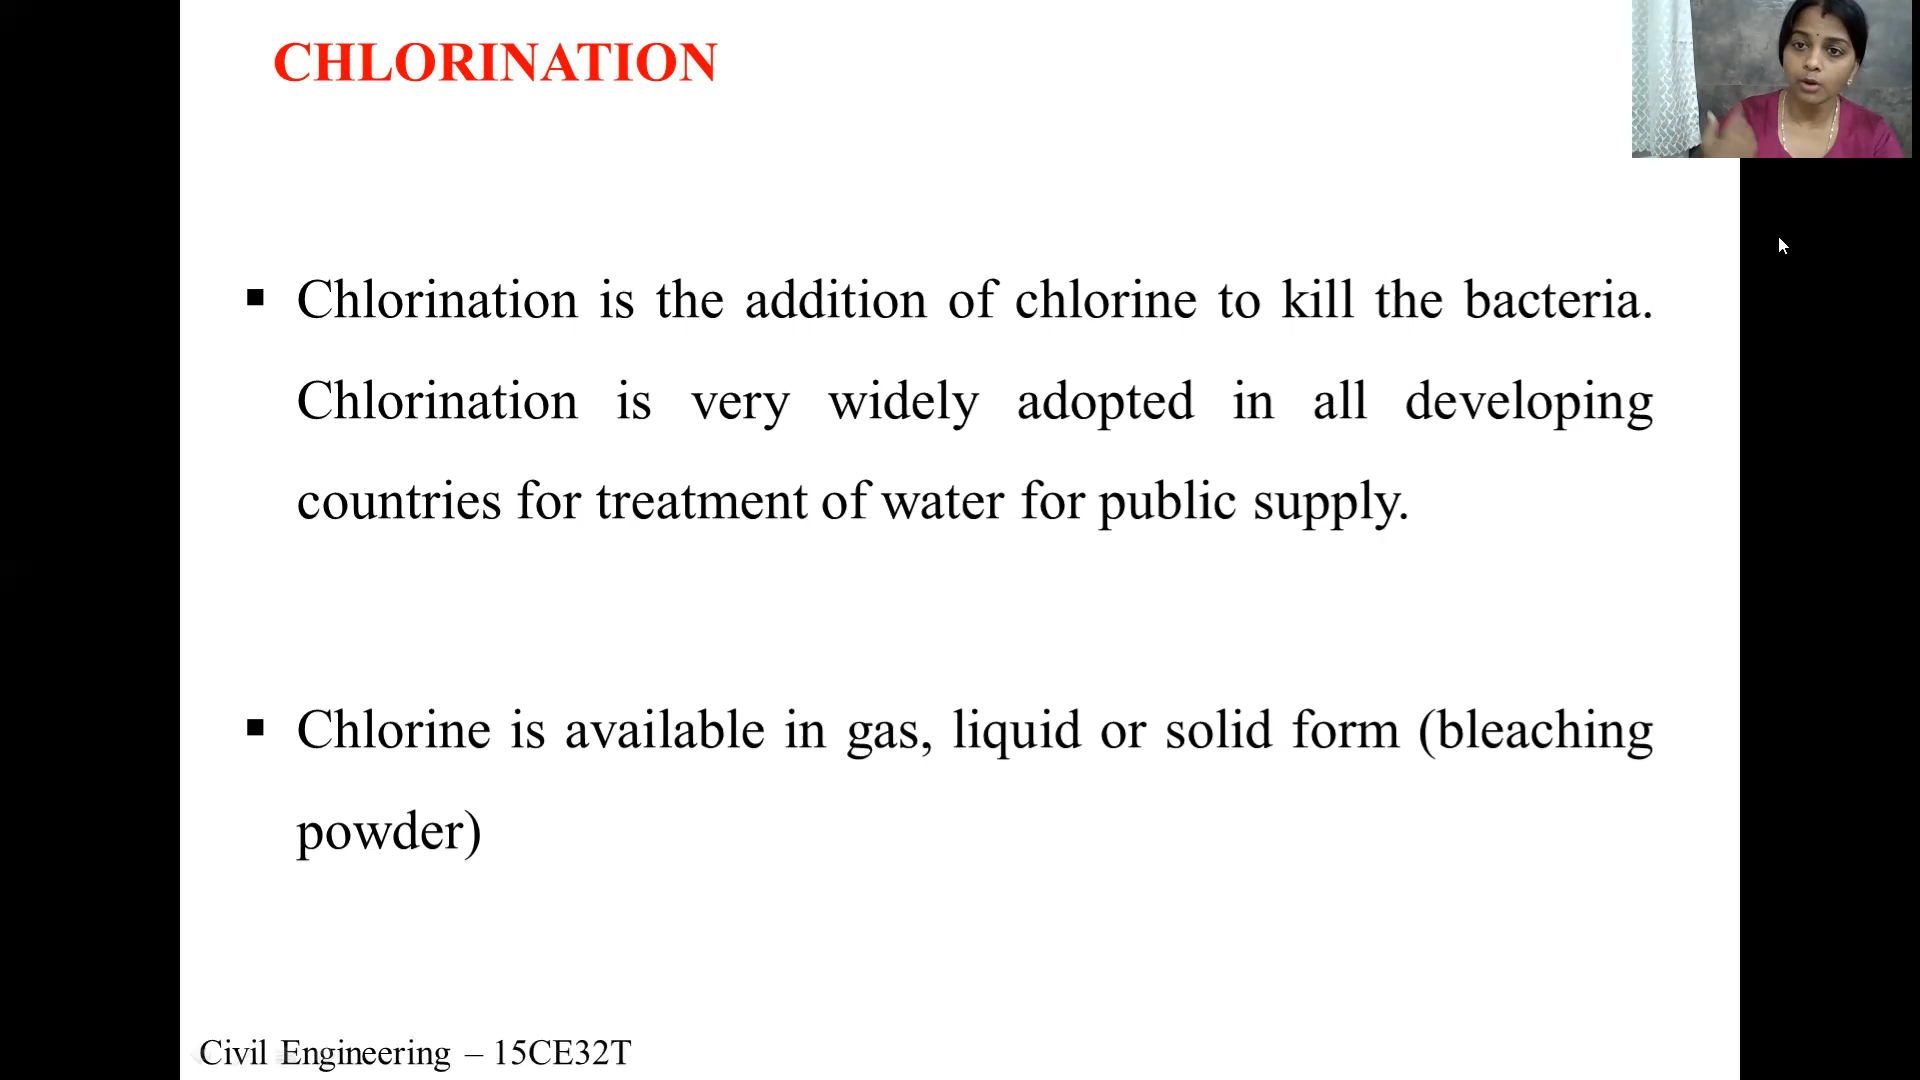 CHLORINATION
▪ Chlorination is the addition of chlorine to kill the bacteria.
Chlorination is very widely adopted in all developing
countries for treatment of water for public supply.
▪ Chlorine is available in gas, liquid or solid form (bleaching
powder)
Civil Engineering – 15CE32T